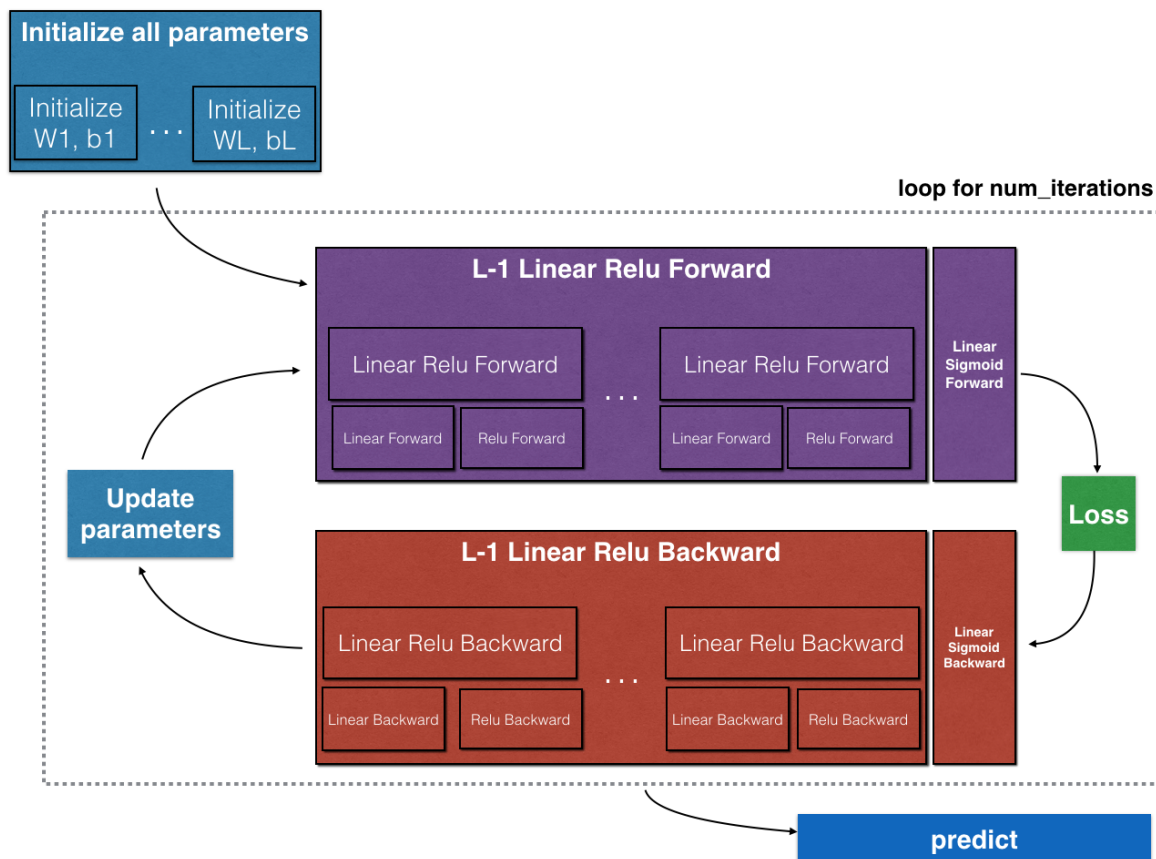 Initialize all parameters
Initialize
W1, b1
. . .
Initialize
WL, bL
loop for num_iterations
L-1 Linear Relu Forward
Linear Relu Forward
Linear Forward
Relu Forward
. . .
Linear Relu Forward
Linear Forward
Relu Forward
Linear
Sigmoid
Forward
Update
parameters
Loss
L-1 Linear Relu Backward
Linear Relu Backward
Linear Backward
Relu Backward
. . .
Linear Relu Backward
Linear Backward
Relu Backward
Linear
Sigmoid
Backward
predict